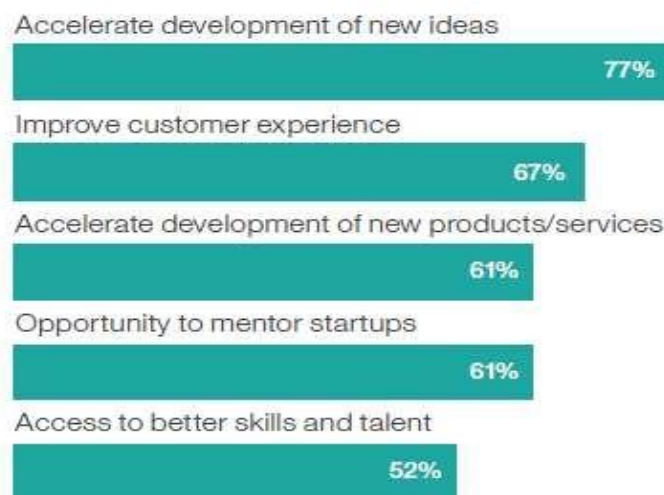 Accelerate development of new ideas
77%
Improve customer experience
67%
Accelerate development of new products/services
61%
Opportunity to mentor startups
61%
Access to better skills and talent
52%